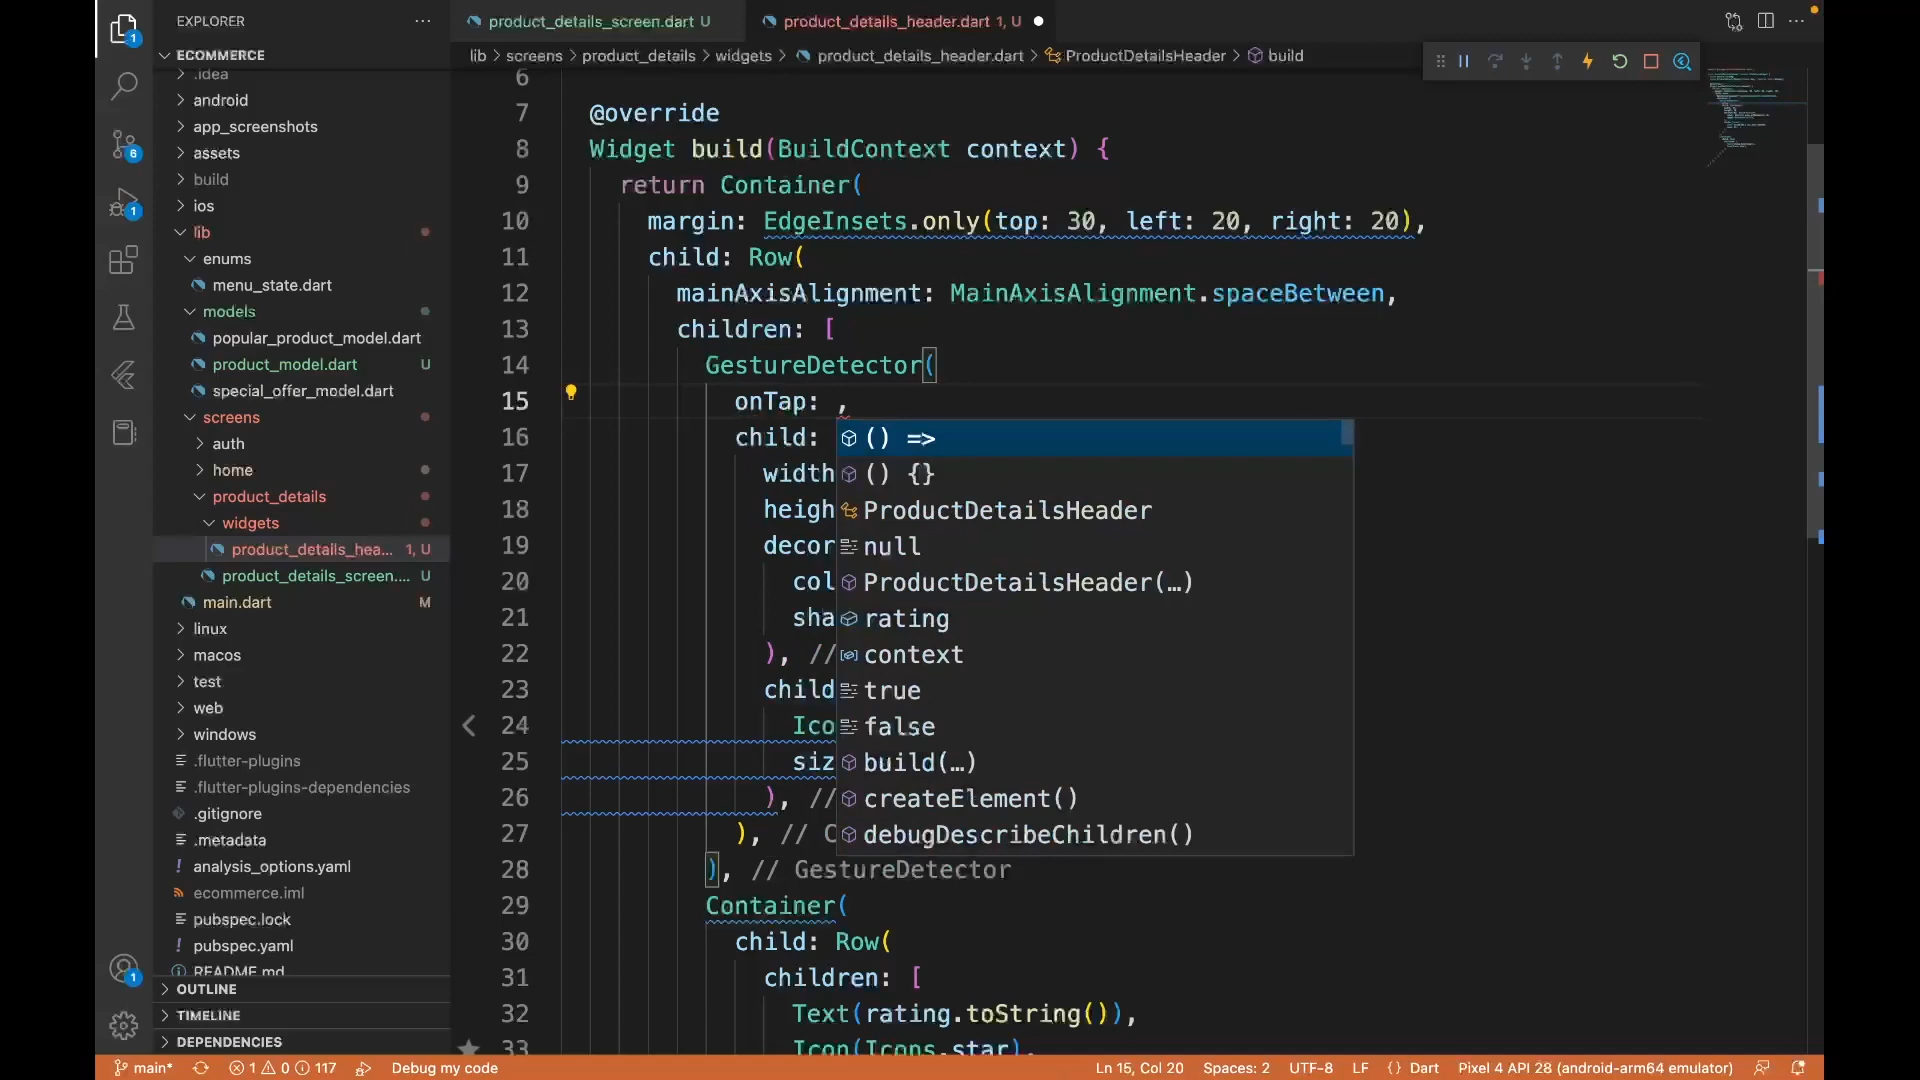 EXPLORER
ECOMMERCE
.idea
android
app_screenshots
assets
build
ios
lib
enums
menu_state.dart
models
popular_product_model.dart
product_model.dart U
special_offer_model.dart
screens
auth
home
product_details
widgets
product_details_hea... 1, U
product_details_screen.... U
main.dart M
linux
macos
test
web
windows
.flutter-plugins
.flutter-plugins-dependencies
.gitignore
.metadata
analysis_options.yaml
ecommerce.iml
pubspec.lock
pubspec.yaml
README.md
OUTLINE
TIMELINE
DEPENDENCIES
1
6
1
1
product_details_screen.dart U
product_details_header.dart 1, U
lib > screens > product_details > widgets > product_details_header.dart > ProductDetailsHeader > build
6
7 @override
8 Widget build(BuildContext context) {
9 return Container(
10 margin: EdgeInsets.only(top: 30, left: 20, right: 20),
11 child: Row(
12 mainAxisAlignment: MainAxisAlignment.spaceBetween,
13 children: [
14 GestureDetector(
15 onTap: ,
16 child:
17 width
18 heigh
19 decor
20 col
21 sha
22 ), //
23 child
24 Ico
25 siz
26 ), //
27 ), // C
28 ), // GestureDetector
29 Container(
30 child: Row(
31 children: [
32 Text(rating.toString()),
33 Icon(Icons.star),
() =>
() {}
ProductDetailsHeader
null
ProductDetailsHeader(…)
rating
context
true
false
build(…)
createElement()
debugDescribeChildren()
main* 1 0 117 Debug my code Ln 15, Col 20 Spaces: 2 UTF-8 LF {} Dart Pixel 4 API 28 (android-arm64 emulator)